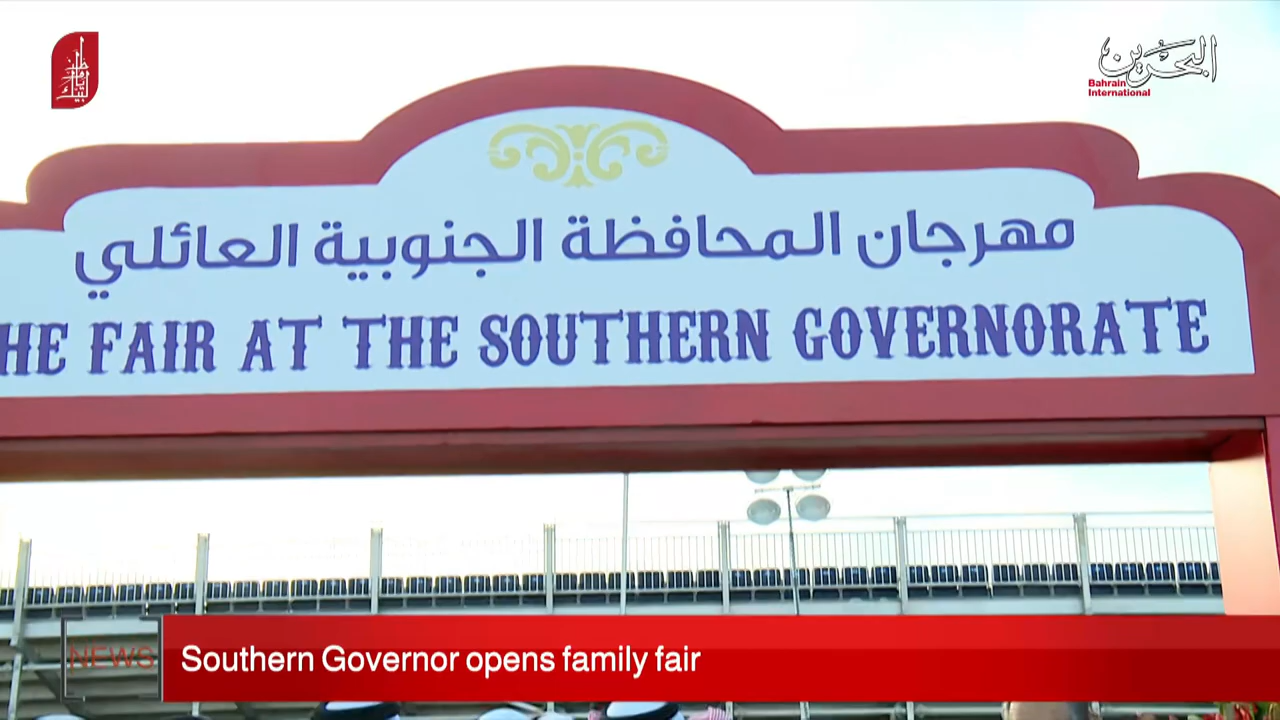 البحرين
Bahrain
International
مهرجان المحافظة الجنوبية العائلي
HE FAIR AT THE SOUTHERN GOVERNORATE
NEWS
Southern Governor opens family fair